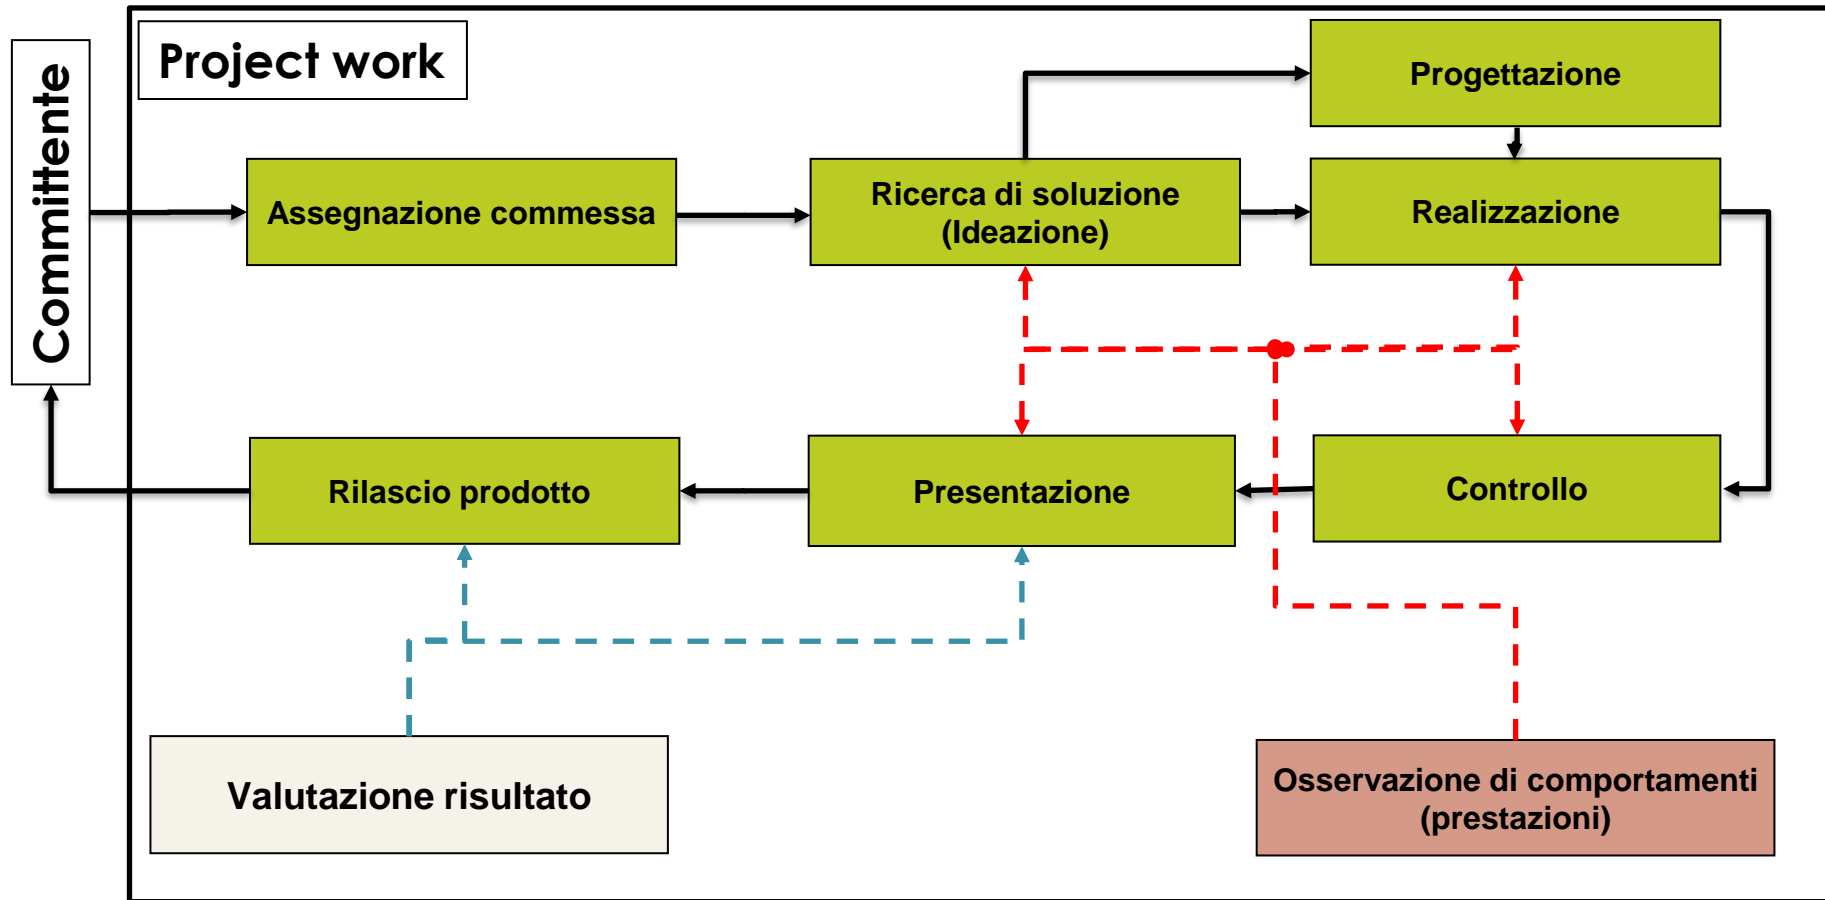 Committente
Project work
Progettazione
Assegnazione commessa
Ricerca di soluzione
(Ideazione)
Realizzazione
Rilascio prodotto
Presentazione
Controllo
Valutazione risultato
Osservazione di comportamenti
(prestazioni)